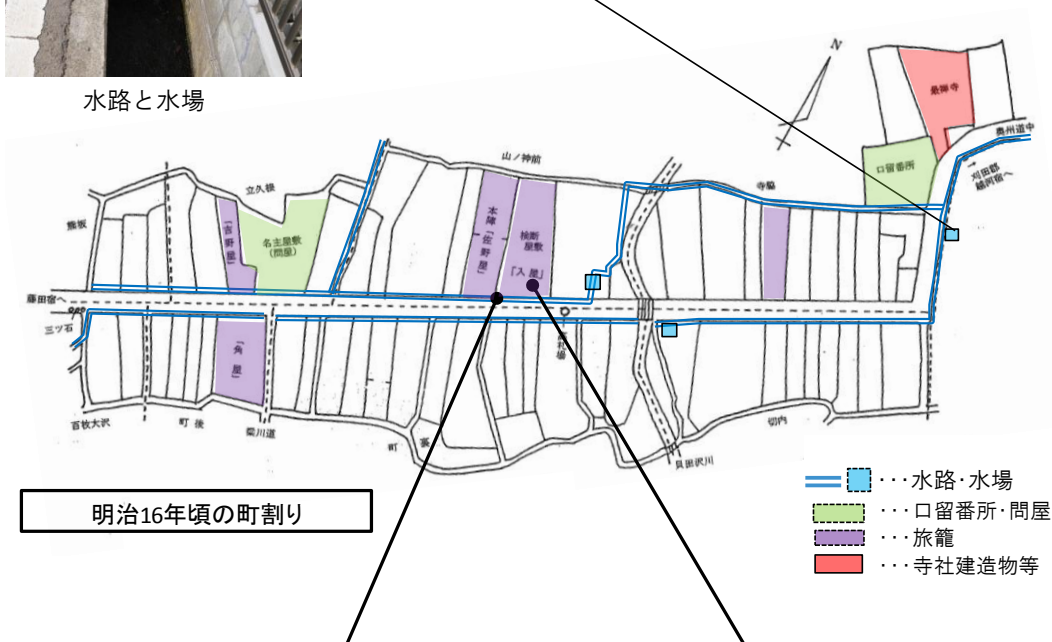 水路と水場
N
最禅寺
奥州道中
山ノ神前
口留番所
刈田郡
越河宿へ
寺脇
立久根
熊坂
「吉野屋」
名主屋敷
(問屋)
本陣「佐野屋」
検断
屋敷
「入屋」
藤田宿へ
三ツ石
高札場
「角屋」
百枚大沢
町後
梁川道
町裏
貝田沢川
切内
明治16年頃の町割り
・・・水路・水場
・・・口留番所・問屋
・・・旅籠
・・・寺社建造物等